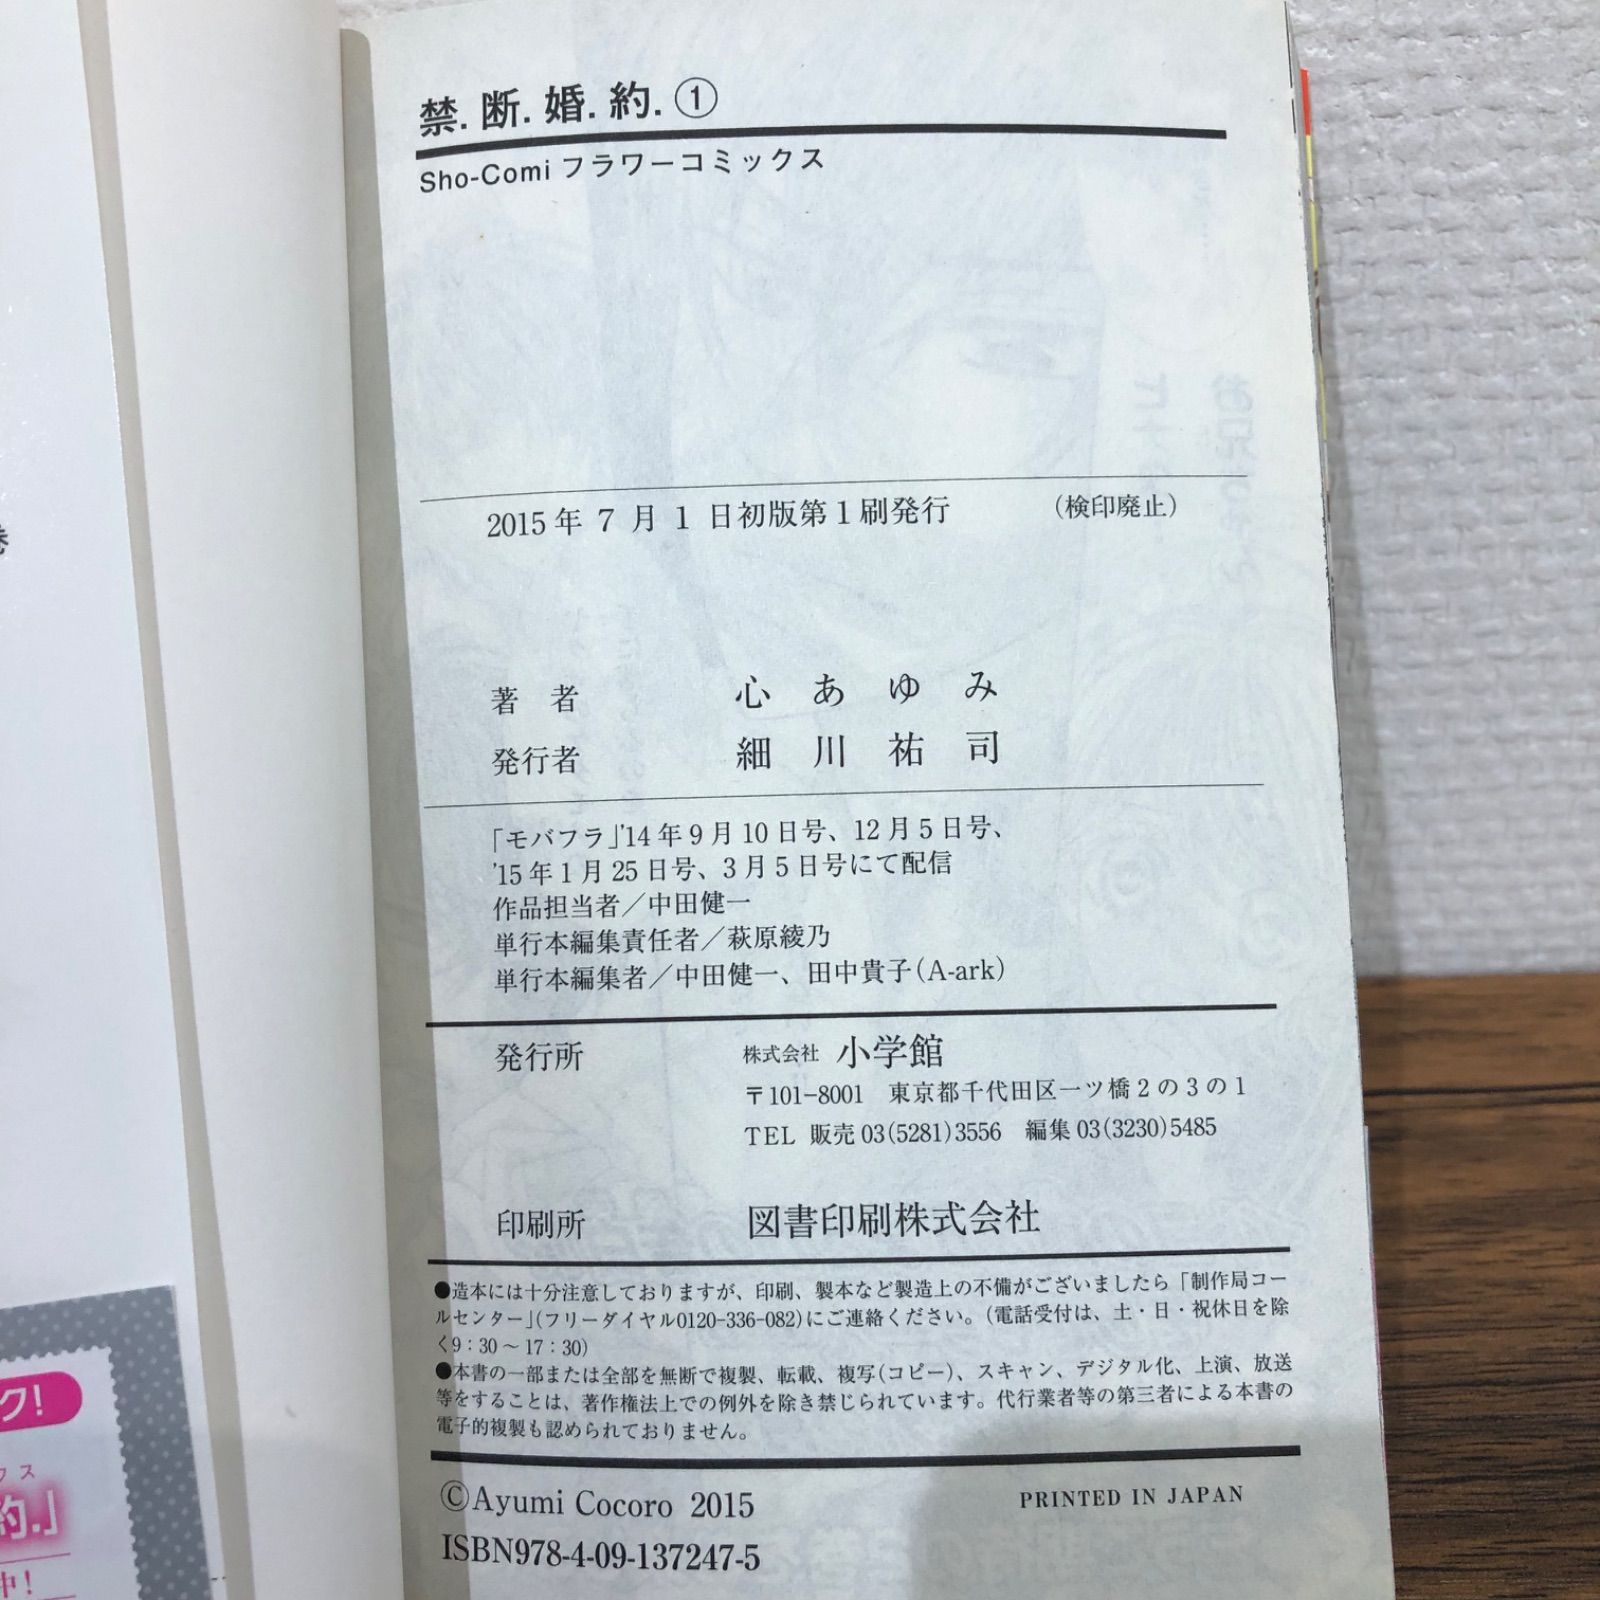 禁.断.婚.約.①
Sho-Comi フラワーコミックス
2015年7月1日初版第1刷発行 (検印廃止)
著者 心あゆみ
発行者 細川祐司
「モバフラ」'14年9月10日号、12月5日号、
'15年1月25日号、3月5日号にて配信
作品担当者／中田健一
単行本編集責任者／萩原綾乃
単行本編集者／中田健一、田中貴子(A-ark)
発行所 株式会社 小学館
〒101-8001 東京都千代田区一ツ橋2の3の1
TEL 販売03(5281)3556 編集03(3230)5485
印刷所 図書印刷株式会社
●造本には十分注意しておりますが、印刷、製本など製造上の不備がございましたら「制作局コー
ルセンター」(フリーダイヤル0120-336-082)にご連絡ください。(電話受付は、土・日・祝休日を除
く9：30～17：30)
●本書の一部または全部を無断で複製、転載、複写(コピー)、スキャン、デジタル化、上演、放送
等をすることは、著作権法上での例外を除き禁じられています。代行業者等の第三者による本書の
電子的複製も認められておりません。
©Ayumi Cocoro 2015 PRINTED IN JAPAN
ISBN978-4-09-137247-5
巻
ク!
クス
約.」
中!